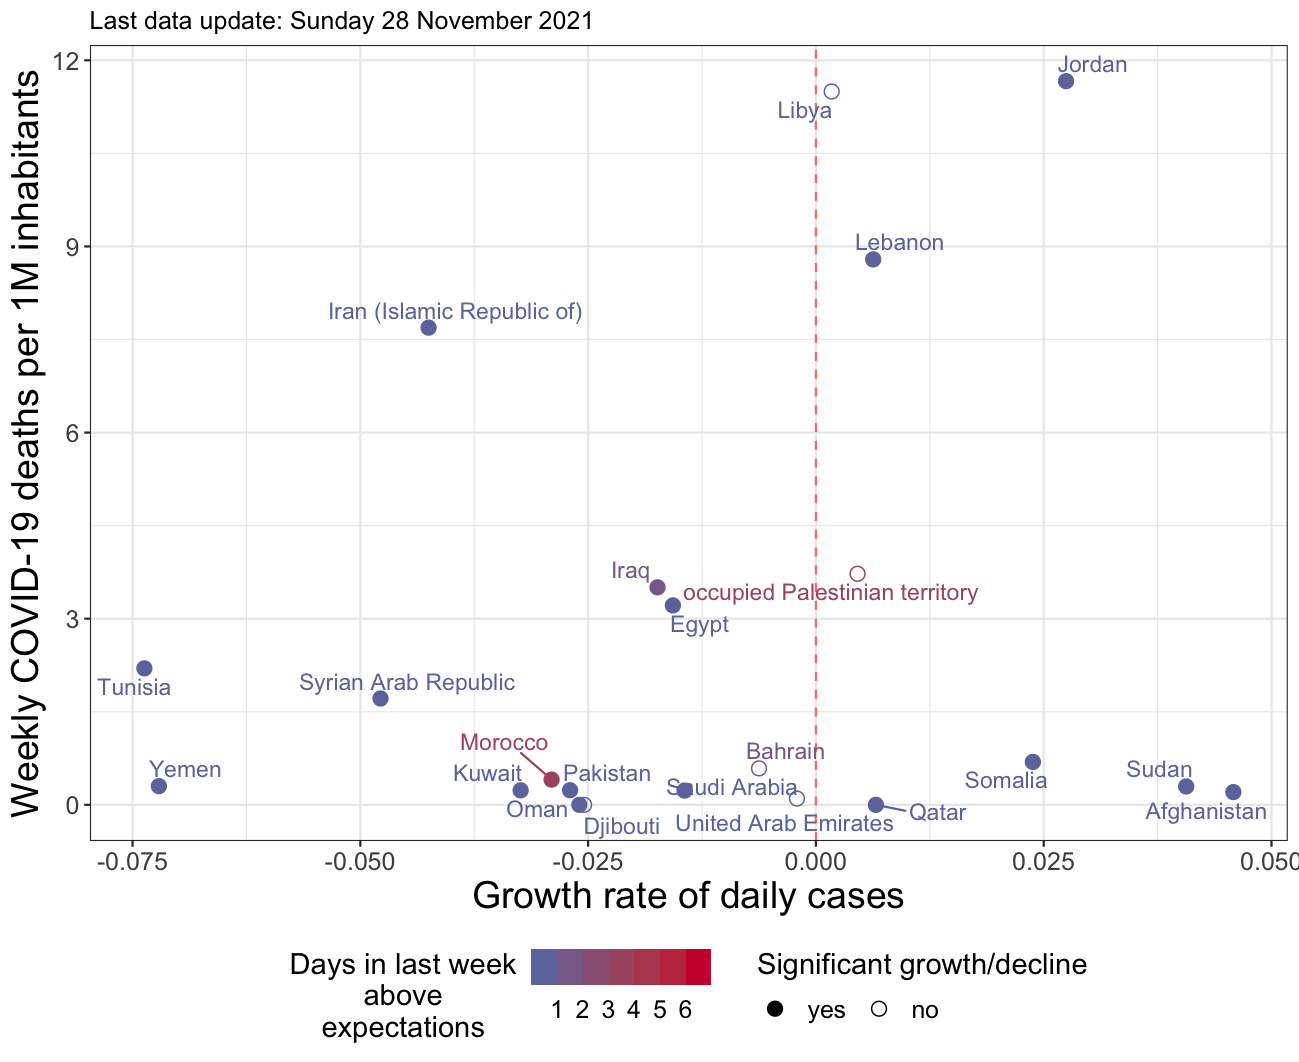 Last data update: Sunday 28 November 2021
Weekly COVID-19 deaths per 1M inhabitants
12
9
6
3
0
Jordan
Libya
Lebanon
Iran (Islamic Republic of)
Iraq
occupied Palestinian territory
Egypt
Tunisia
Syrian Arab Republic
Morocco
Bahrain
Yemen
Kuwait
Pakistan
Saudi Arabia
Somalia
Sudan
Oman
Djibouti
United Arab Emirates
Qatar
Afghanistan
-0.075
-0.050
-0.025
0.000
0.025
0.050
Growth rate of daily cases
Days in last week
above
expectations
1 2 3 4 5 6
Significant growth/decline
yes
no